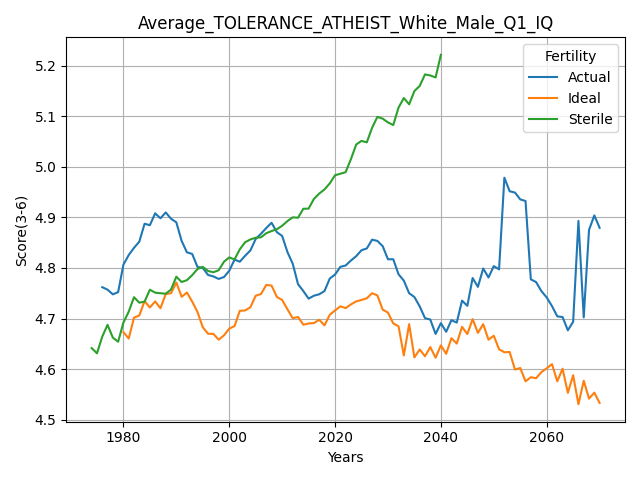 Average_TOLERANCE_ATHEIST_White_Male_Q1_IQ
Fertility
Actual
Ideal
Sterile
Score(3-6)
5.2
5.1
5.0
4.9
4.8
4.7
4.6
4.5
1980 2000 2020 2040 2060
Years